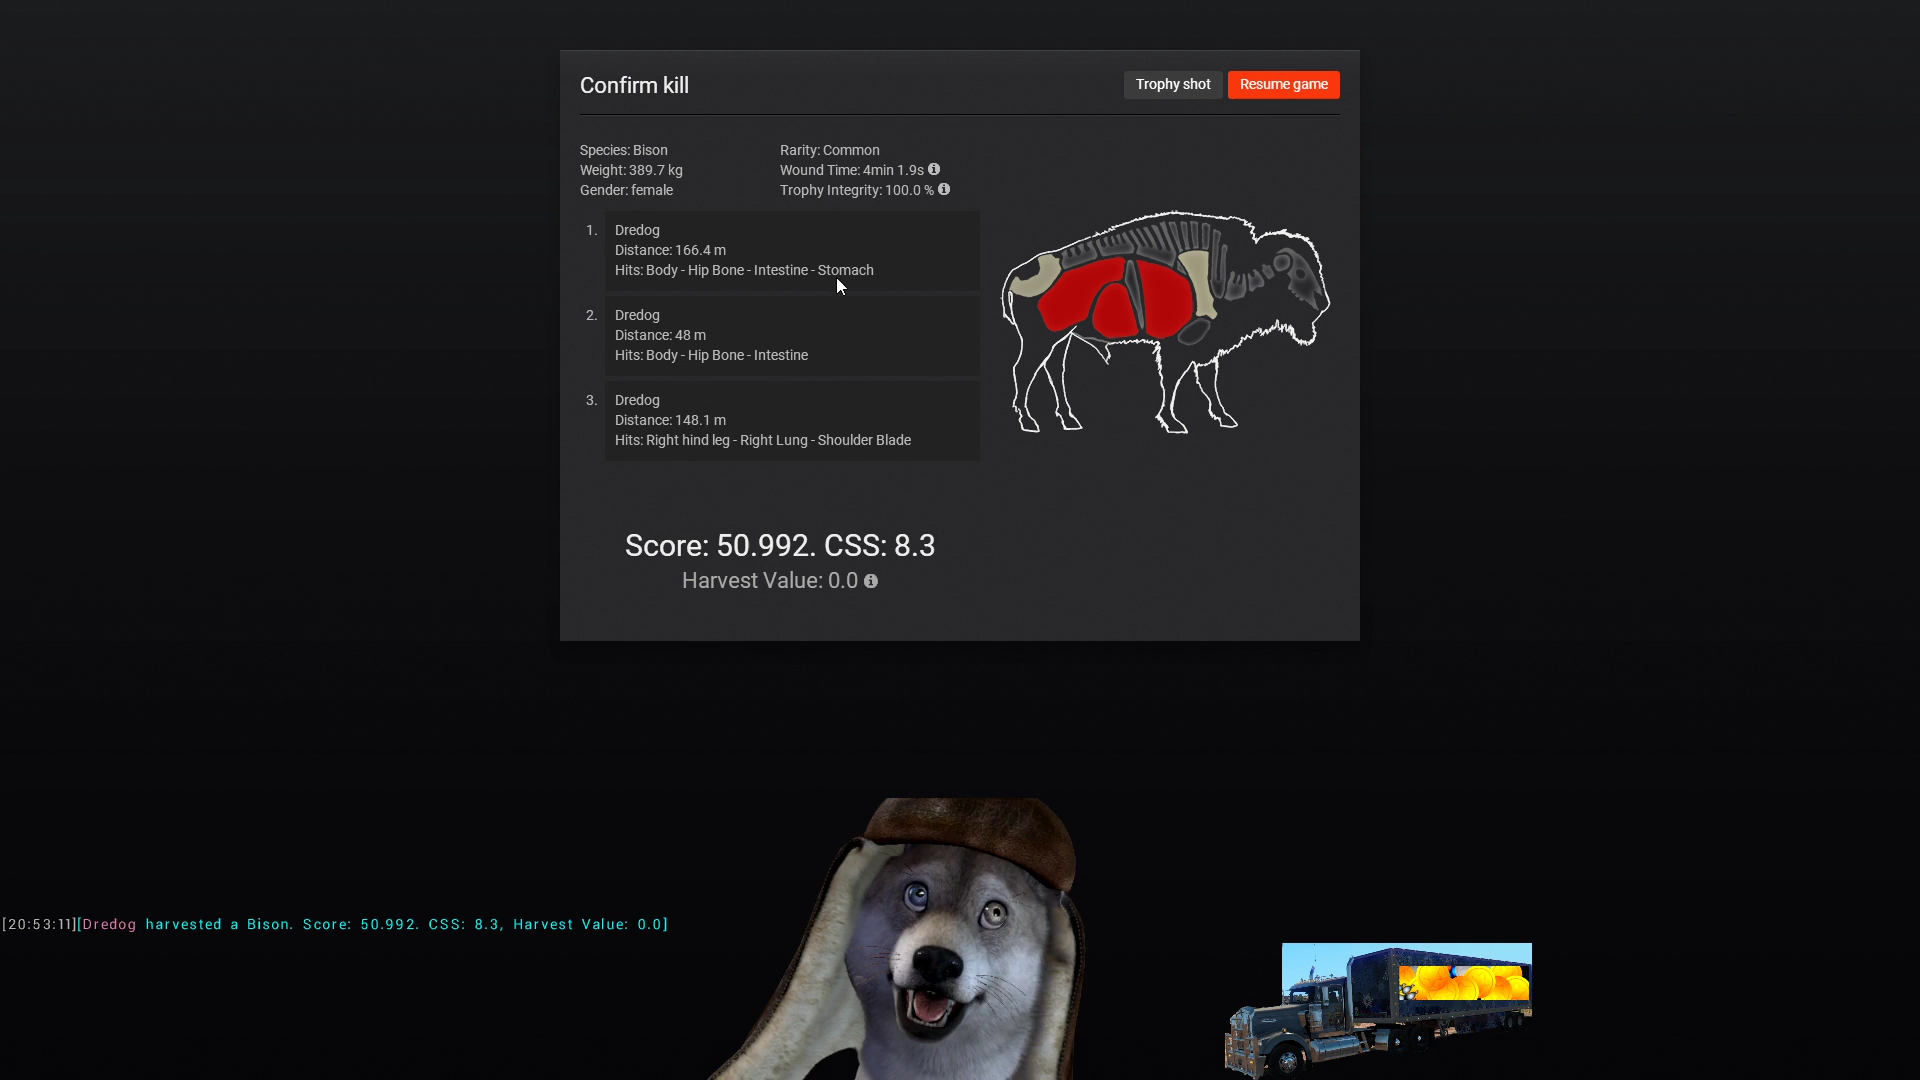 Confirm kill
Trophy shot
Resume game
Species: Bison
Weight: 389.7 kg
Gender: female
Rarity: Common
Wound Time: 4min 1.9s
Trophy Integrity: 100.0 %
1.
Dredog
Distance: 166.4 m
Hits: Body - Hip Bone - Intestine - Stomach
2.
Dredog
Distance: 48 m
Hits: Body - Hip Bone - Intestine
3.
Dredog
Distance: 148.1 m
Hits: Right hind leg - Right Lung - Shoulder Blade
Score: 50.992. CSS: 8.3
Harvest Value: 0.0
[20:53:11][Dredog harvested a Bison. Score: 50.992. CSS: 8.3, Harvest Value: 0.0]